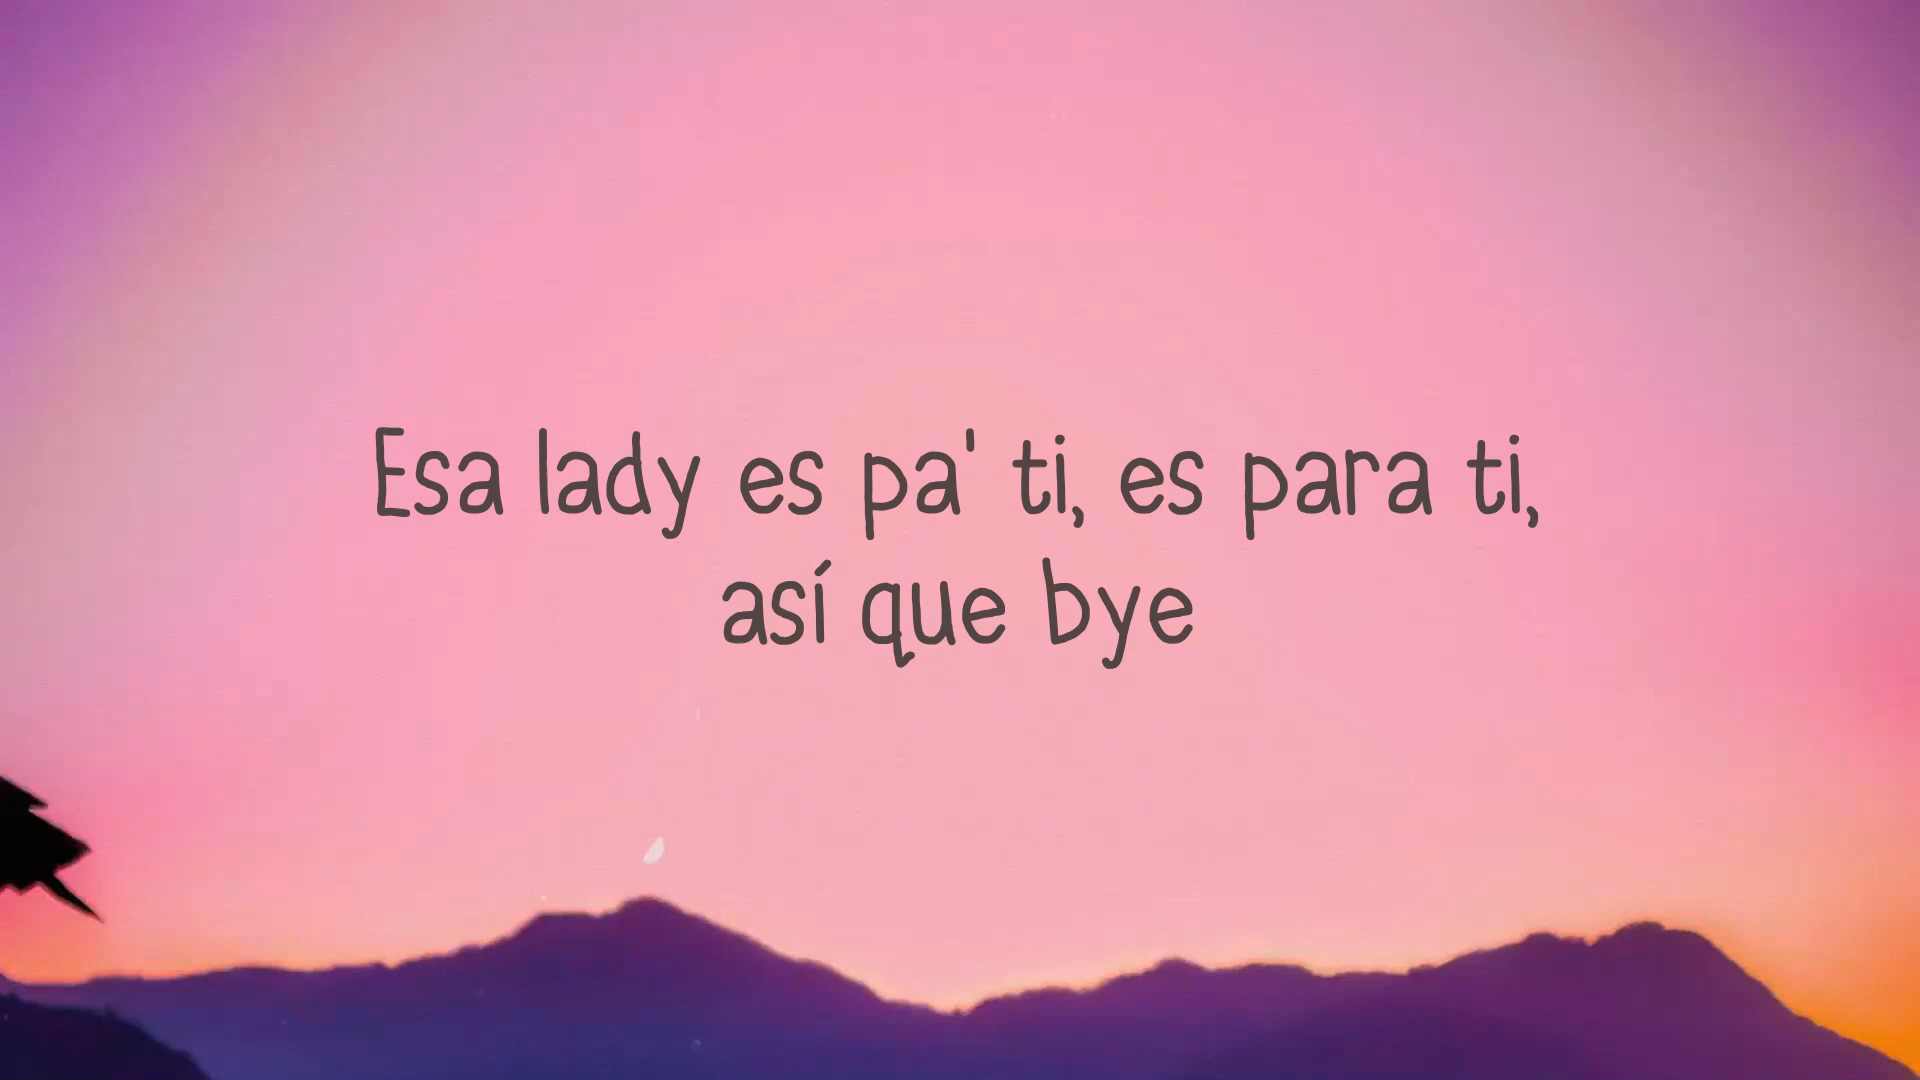 Esa lady es pa' ti, es para ti,
así que bye